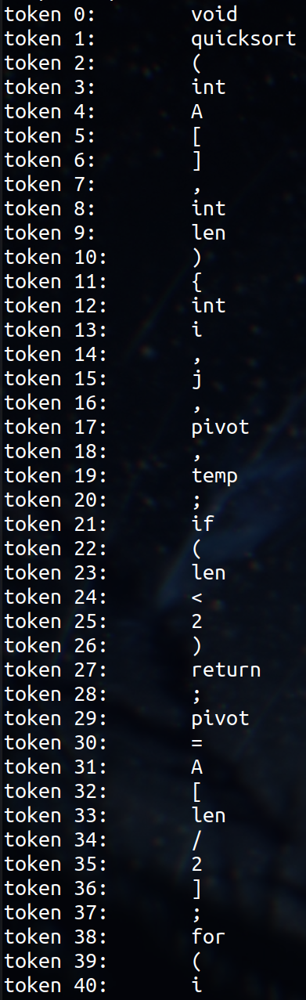 token 0: void
token 1: quicksort
token 2: (
token 3: int
token 4: A
token 5: [
token 6: ]
token 7: ,
token 8: int
token 9: len
token 10: )
token 11: {
token 12: int
token 13: i
token 14: ,
token 15: j
token 16: ,
token 17: pivot
token 18: ,
token 19: temp
token 20: ;
token 21: if
token 22: (
token 23: len
token 24: <
token 25: 2
token 26: )
token 27: return
token 28: ;
token 29: pivot
token 30: =
token 31: A
token 32: [
token 33: len
token 34: /
token 35: 2
token 36: ]
token 37: ;
token 38: for
token 39: (
token 40: i